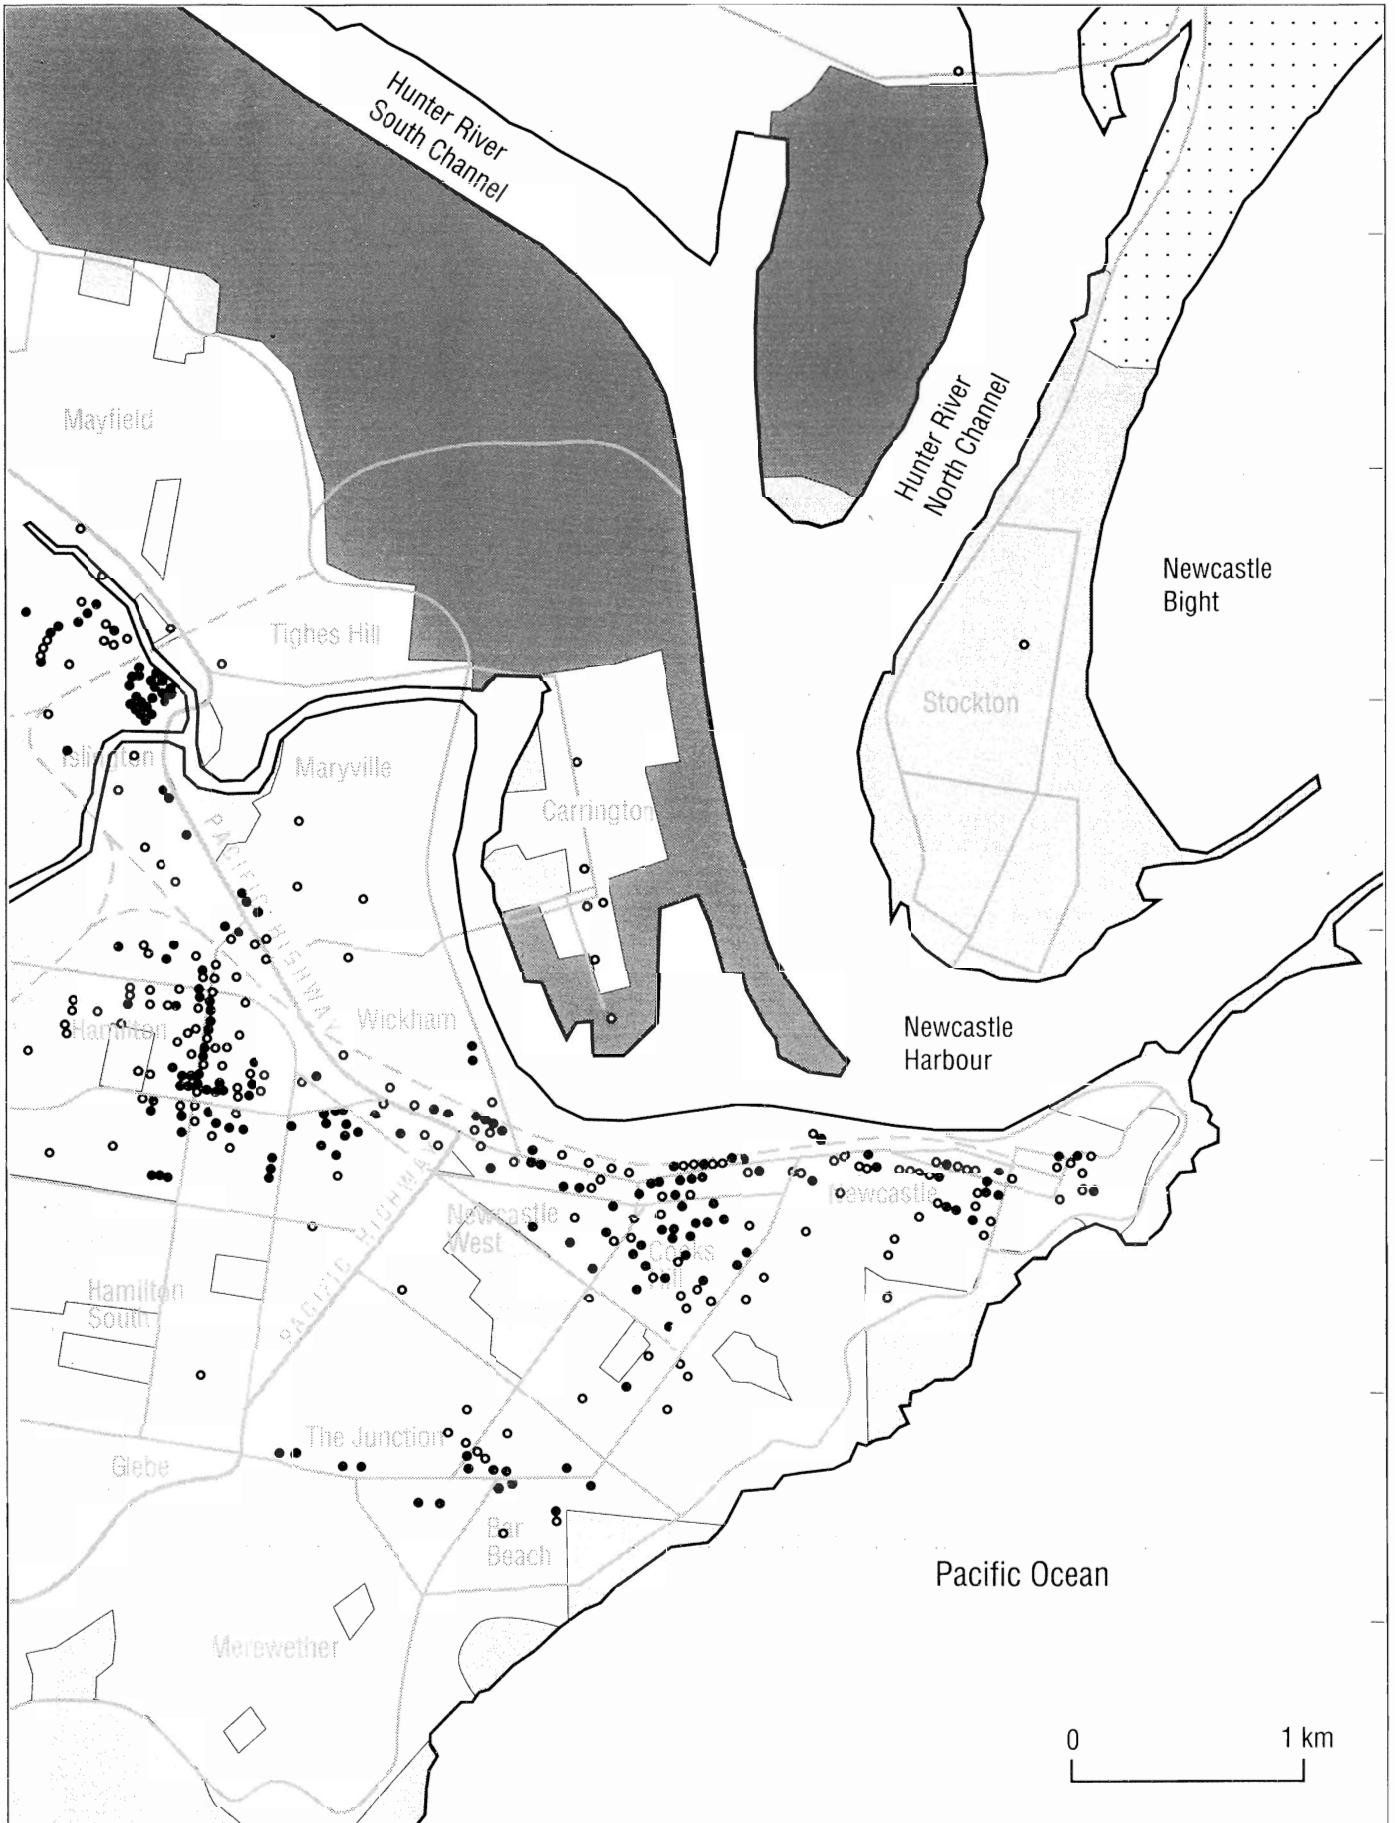 Hunter River
South Channel
Mayfield
Hunter River
North Channel
Newcastle
Bight
Tighes Hill
Stockton
Islington
Maryville
Carrington
PACIFIC HIGHWAY
Hamilton
Wickham
Newcastle
Harbour
Newcastle
Newcastle
West
Cooks
Hill
PACIFIC HIGHWAY
Hamilton
South
The Junction
Glebe
Bar
Beach
Pacific Ocean
Merewether
0 1 km